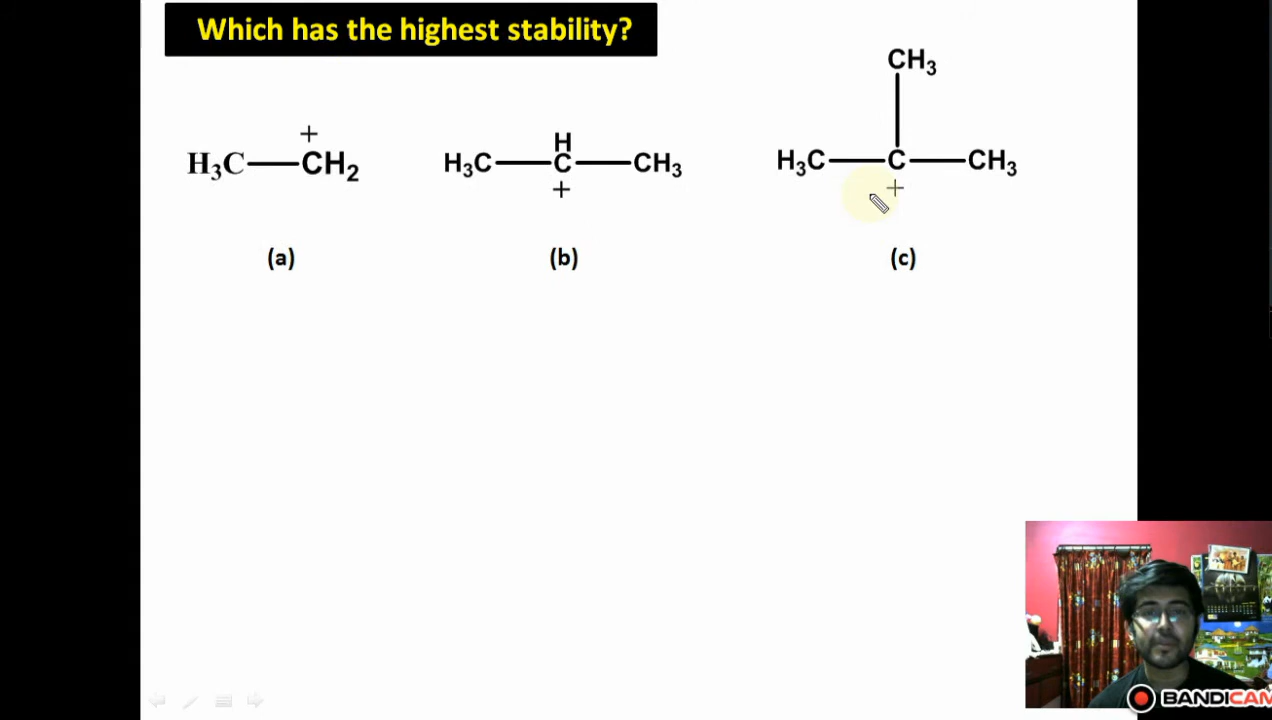 Which has the highest stability?
CH3
+
H
H3C CH2
H3C C CH3
H3C C CH3
+
+
(a)
(b)
(c)
BANDICAM